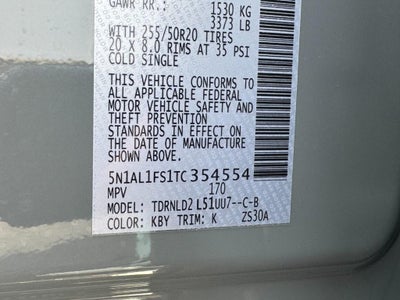 GAWR RR.: 1530 KG
3373 LB
WITH 255/50R20 TIRES
20 X 8.0 RIMS AT 35 PSI
COLD SINGLE
THIS VEHICLE CONFORMS TO
ALL APPLICABLE FEDERAL
MOTOR VEHICLE SAFETY AND
THEFT PREVENTION
STANDARDS IN EFFECT ON
THE DATE OF MANUFACTURE
SHOWN ABOVE.
5N1AL1FS1TC354554
MPV 170
MODEL: TDRNLD2 L51UU7--C-B
COLOR: KBY TRIM: K ZS30A